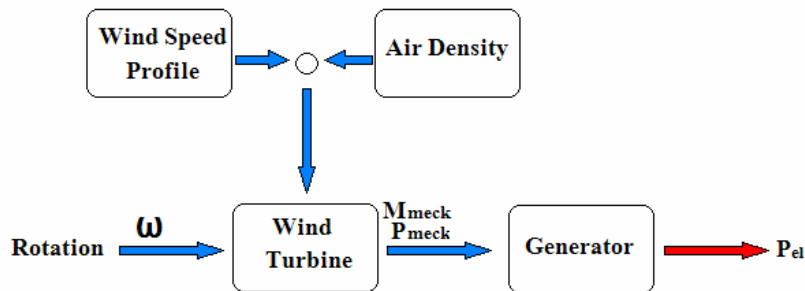 Wind Speed
Profile
Air Density
Rotation
ω
Wind
Turbine
Mmeck
Pmeck
Generator
Pel